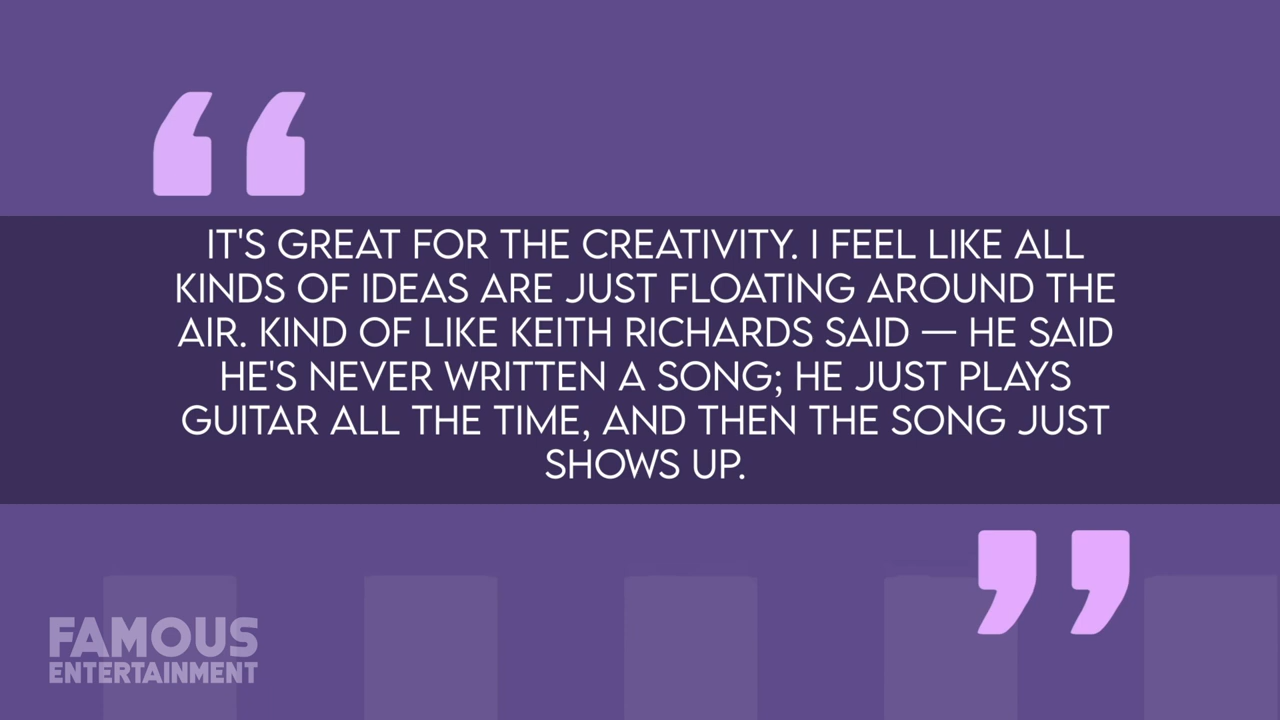 IT'S GREAT FOR THE CREATIVITY. I FEEL LIKE ALL
KINDS OF IDEAS ARE JUST FLOATING AROUND THE
AIR. KIND OF LIKE KEITH RICHARDS SAID — HE SAID
HE'S NEVER WRITTEN A SONG; HE JUST PLAYS
GUITAR ALL THE TIME, AND THEN THE SONG JUST
SHOWS UP.
FAMOUS
ENTERTAINMENT